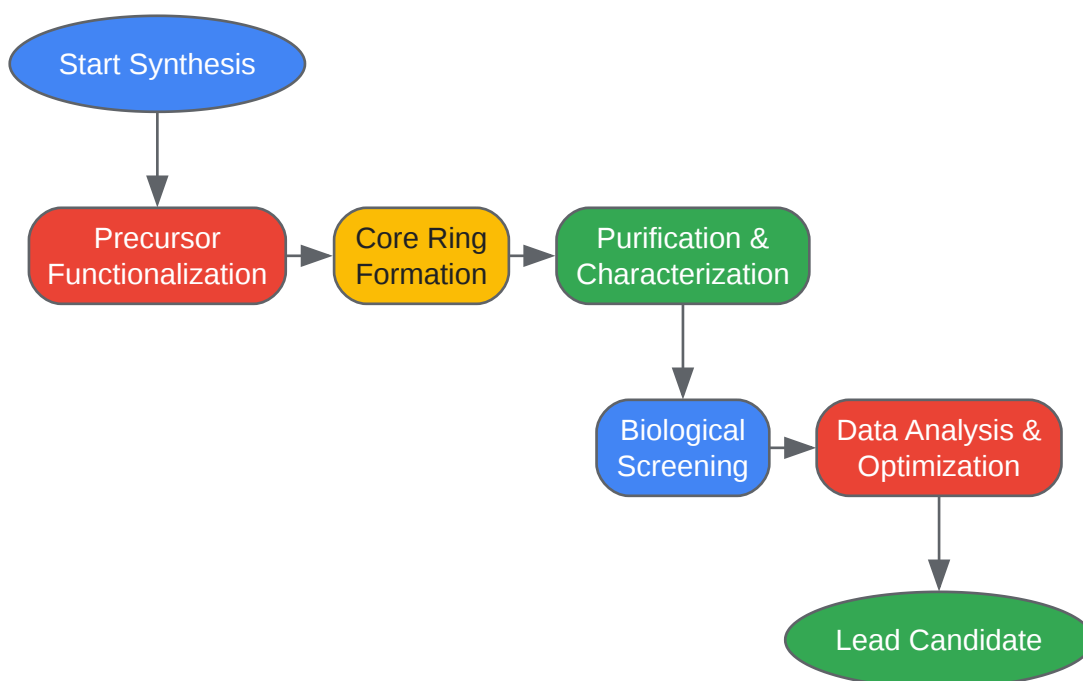 Start Synthesis
Precursor
Functionalization
Core Ring
Formation
Purification &
Characterization
Biological
Screening
Data Analysis &
Optimization
Lead Candidate